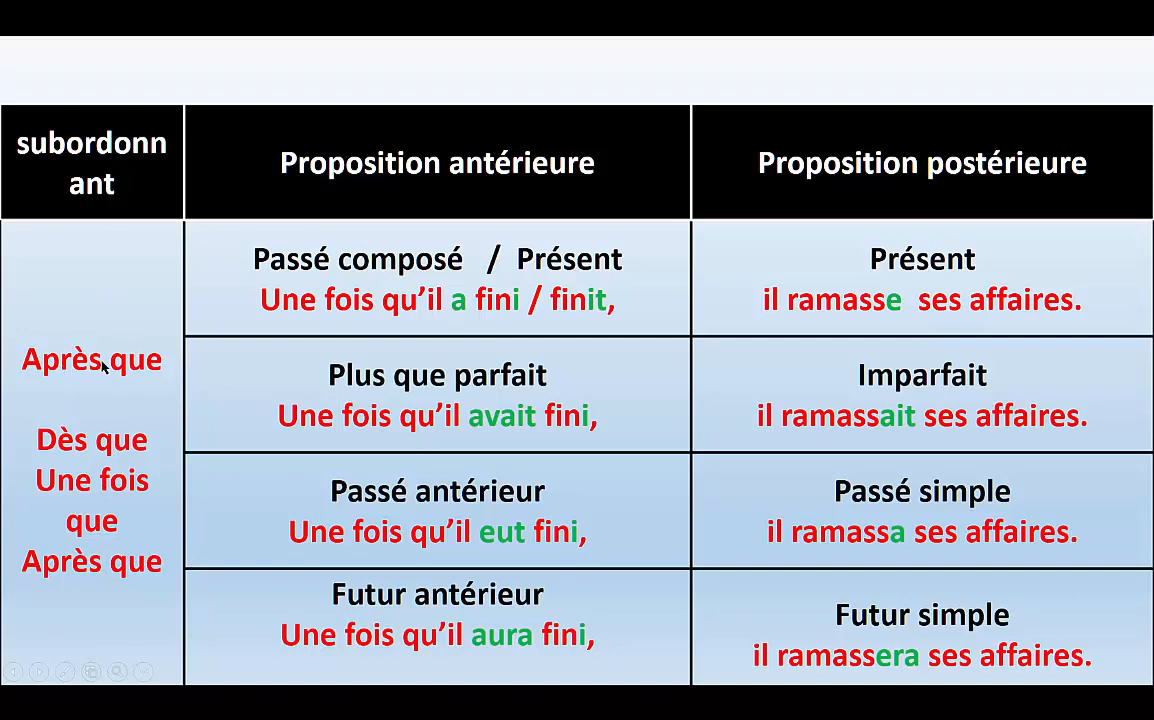 subordonn
ant
Proposition antérieure
Proposition postérieure
Après que
Dès que
Une fois
que
Après que
Passé composé / Présent
Une fois qu’il a fini / finit,
Présent
il ramasse ses affaires.
Plus que parfait
Une fois qu’il avait fini,
Imparfait
il ramassait ses affaires.
Passé antérieur
Une fois qu’il eut fini,
Passé simple
il ramassa ses affaires.
Futur antérieur
Une fois qu’il aura fini,
Futur simple
il ramassera ses affaires.